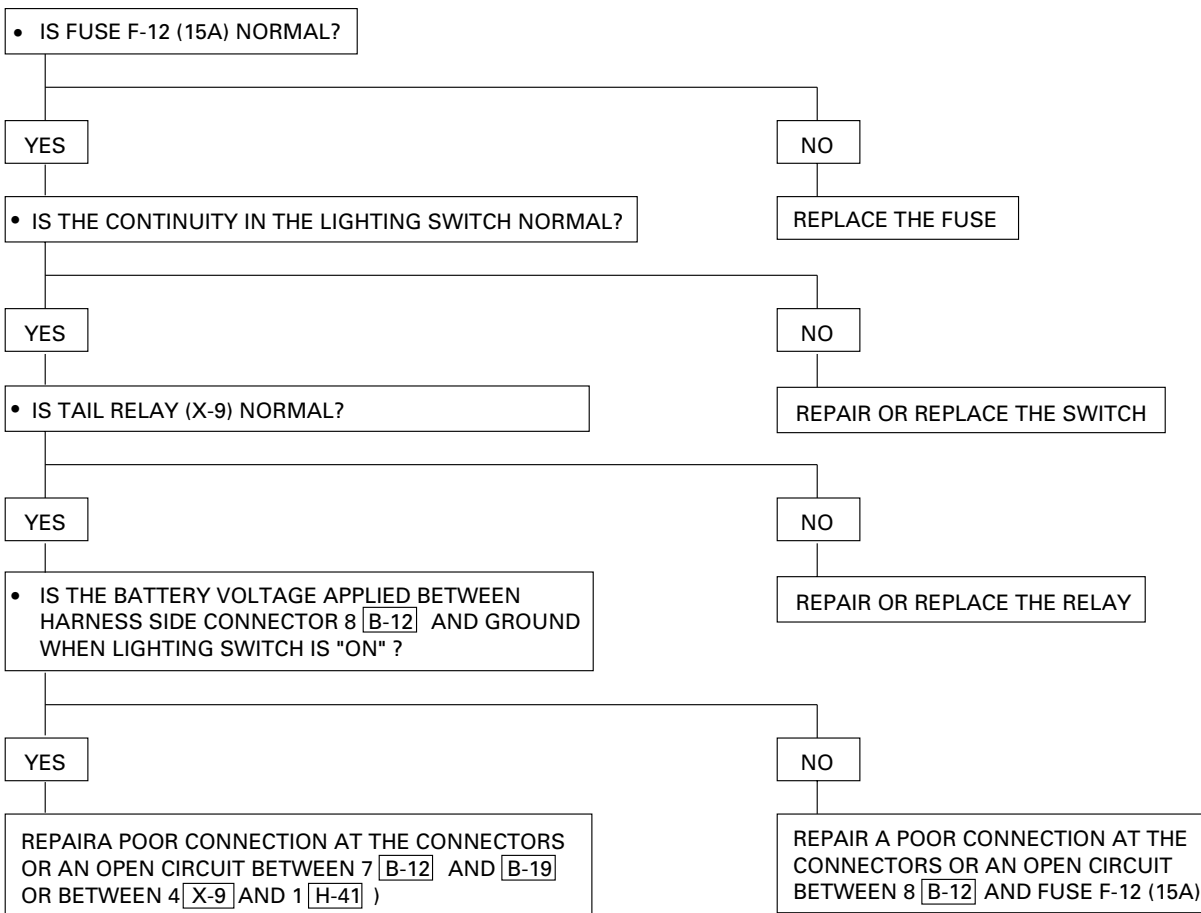 • IS FUSE F-12 (15A) NORMAL?
YES
NO
• IS THE CONTINUITY IN THE LIGHTING SWITCH NORMAL?
REPLACE THE FUSE
YES
NO
• IS TAIL RELAY (X-9) NORMAL?
REPAIR OR REPLACE THE SWITCH
YES
NO
• IS THE BATTERY VOLTAGE APPLIED BETWEEN
HARNESS SIDE CONNECTOR 8 B-12 AND GROUND
WHEN LIGHTING SWITCH IS "ON" ?
REPAIR OR REPLACE THE RELAY
YES
NO
REPAIRA POOR CONNECTION AT THE CONNECTORS
OR AN OPEN CIRCUIT BETWEEN 7 B-12 AND B-19
OR BETWEEN 4 X-9 AND 1 H-41 )
REPAIR A POOR CONNECTION AT THE
CONNECTORS OR AN OPEN CIRCUIT
BETWEEN 8 B-12 AND FUSE F-12 (15A)